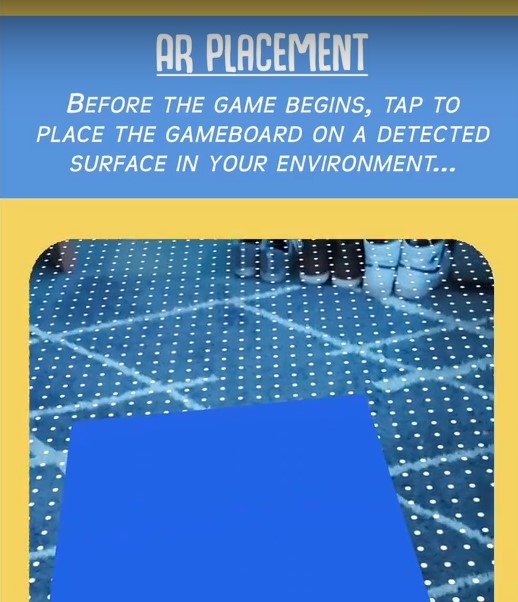 AR PLACEMENT
BEFORE THE GAME BEGINS, TAP TO
PLACE THE GAMEBOARD ON A DETECTED
SURFACE IN YOUR ENVIRONMENT...